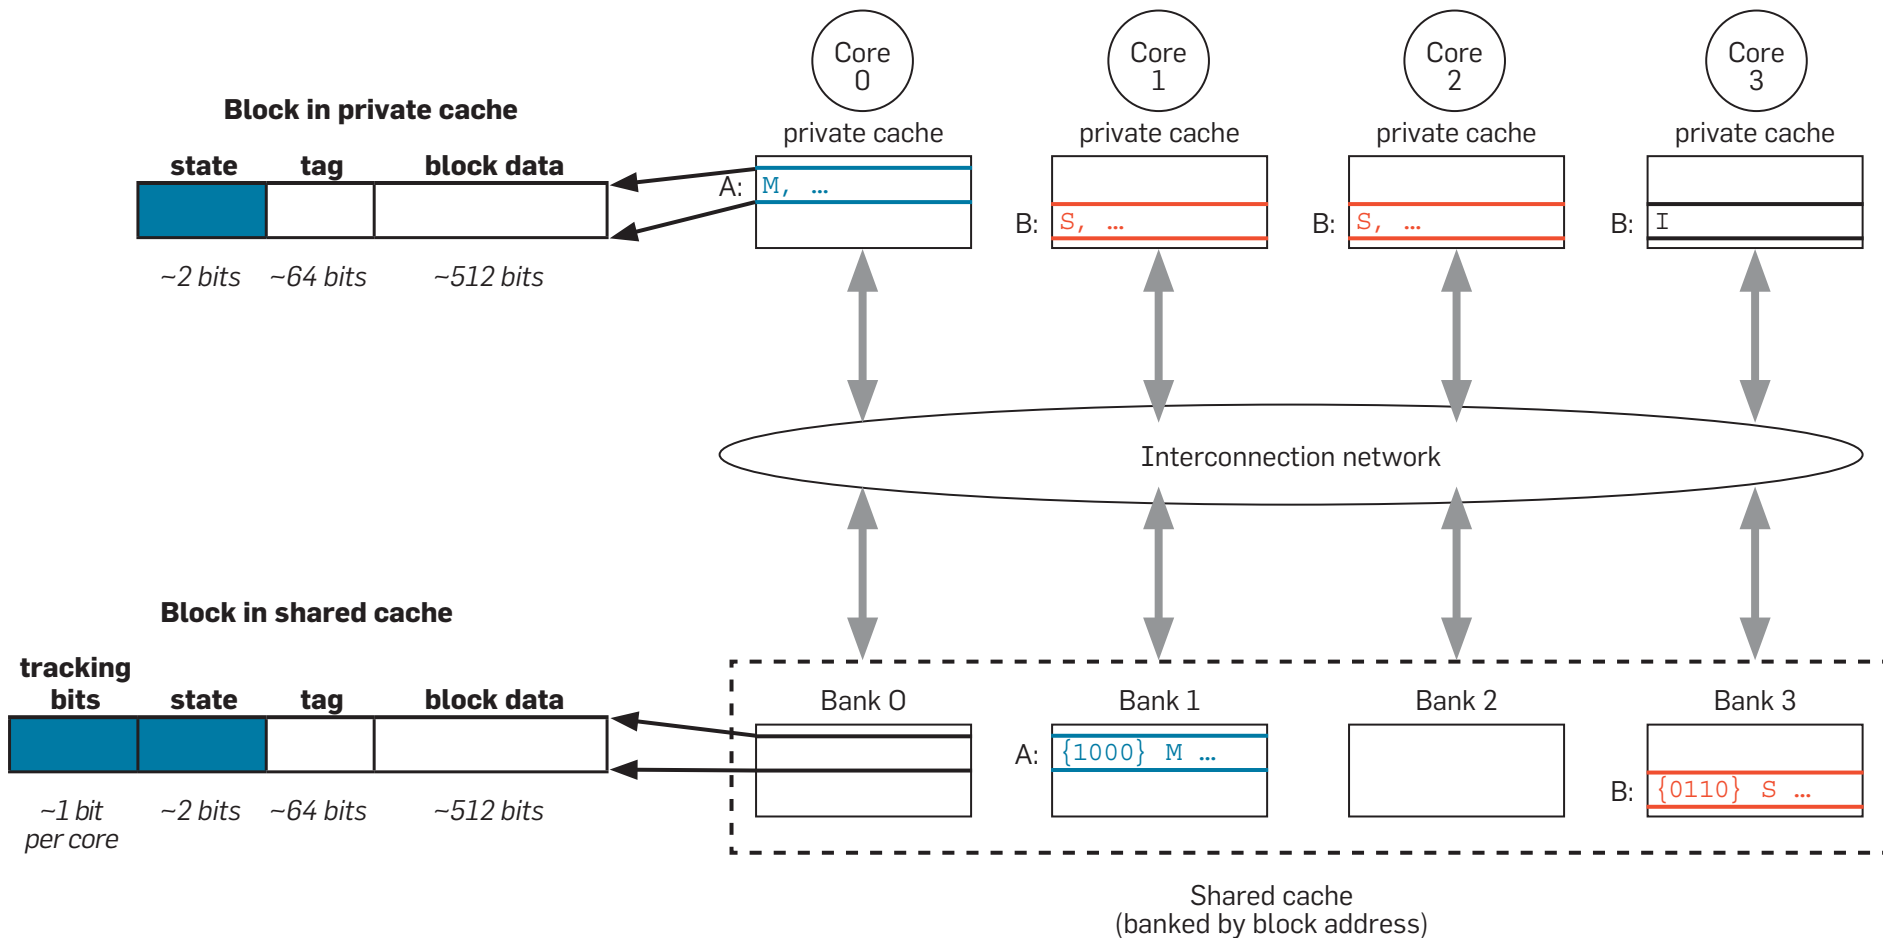 Core
0
Core
1
Core
2
Core
3
Block in private cache
private cache
private cache
private cache
private cache
state tag block data
A: M, …
B: S, …
B: S, …
B: I
~2 bits ~64 bits ~512 bits
Interconnection network
Block in shared cache
tracking
bits state tag block data
Bank 0
Bank 1
Bank 2
Bank 3
A: {1000} M …
B: {0110} S …
~1 bit
per core
~2 bits ~64 bits ~512 bits
Shared cache
(banked by block address)